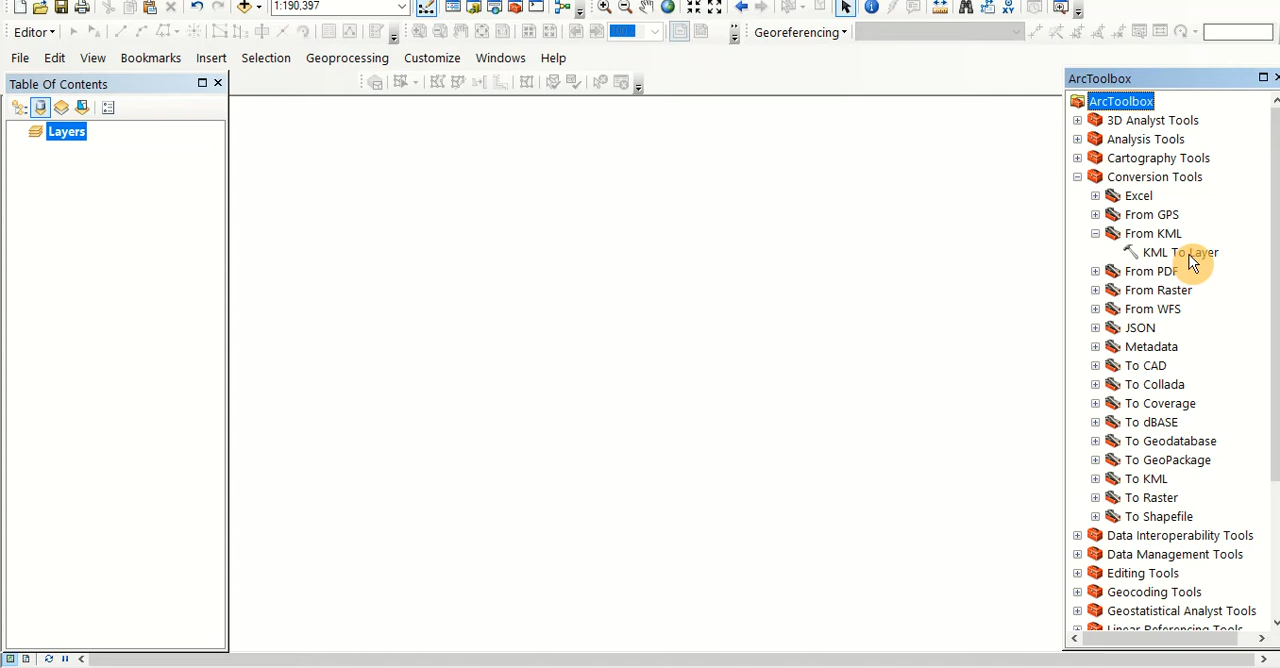 1:190.397
Editor
100%
Georeferencing
File Edit View Bookmarks Insert Selection Geoprocessing Customize Windows Help
Table Of Contents
Layers
ArcToolbox
ArcToolbox
3D Analyst Tools
Analysis Tools
Cartography Tools
Conversion Tools
Excel
From GPS
From KML
KML To Layer
From PDF
From Raster
From WFS
JSON
Metadata
To CAD
To Collada
To Coverage
To dBASE
To Geodatabase
To GeoPackage
To KML
To Raster
To Shapefile
Data Interoperability Tools
Data Management Tools
Editing Tools
Geocoding Tools
Geostatistical Analyst Tools
Linear Referencing Tools